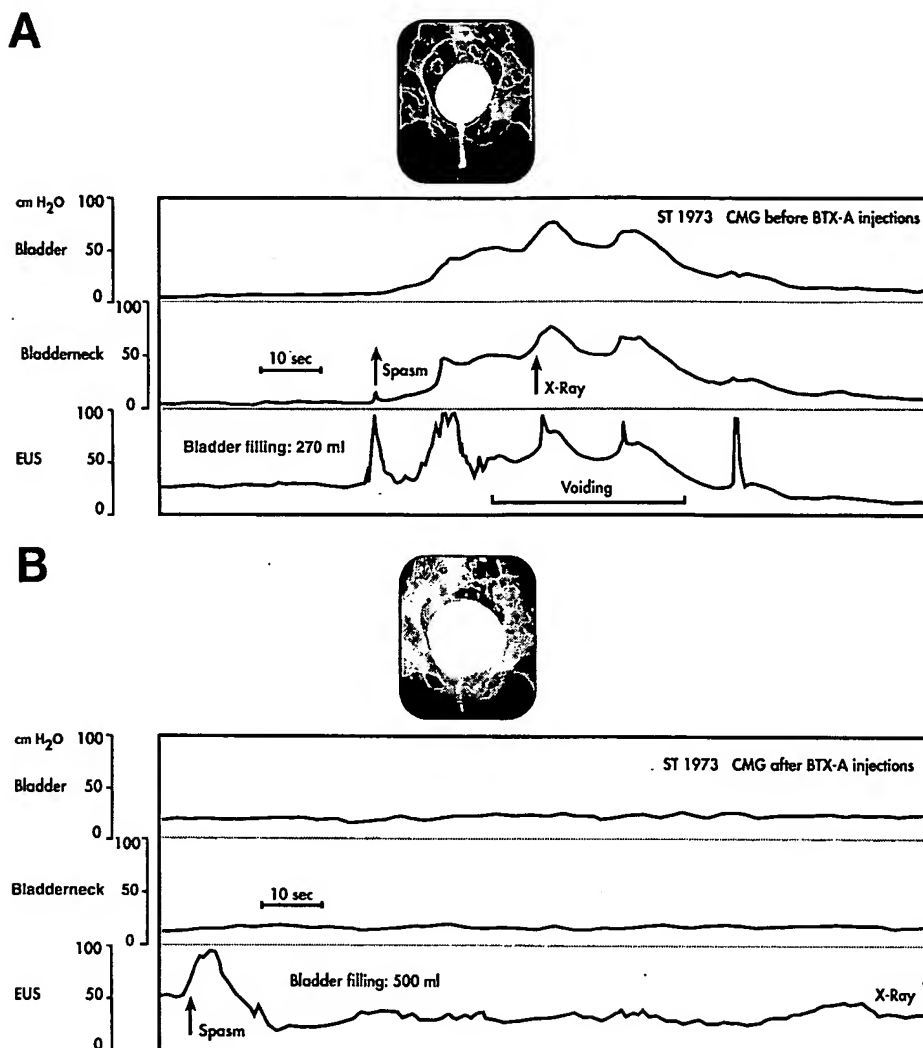 A
cm H2O 100
ST 1973 CMG before BTX-A injections
Bladder 50
0
100
Bladderneck 50
10 sec
Spasm
X-Ray
0
100
Bladder filling: 270 ml
EUS 50
Voiding
0
B
cm H2O 100
ST 1973 CMG after BTX-A injections
Bladder 50
0
100
Bladderneck 50
10 sec
0
100
Bladder filling: 500 ml
EUS 50
X-Ray
Spasm
0